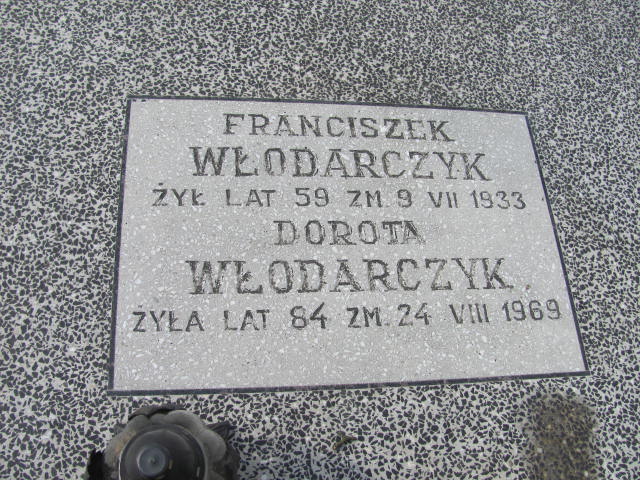 FRANCISZEK
WŁODARCZYK
ŻYŁ LAT 59 ZM. 9 VII 1933
DOROTA
WŁODARCZYK
ŻYŁA LAT 84 ZM. 24 VIII 1969